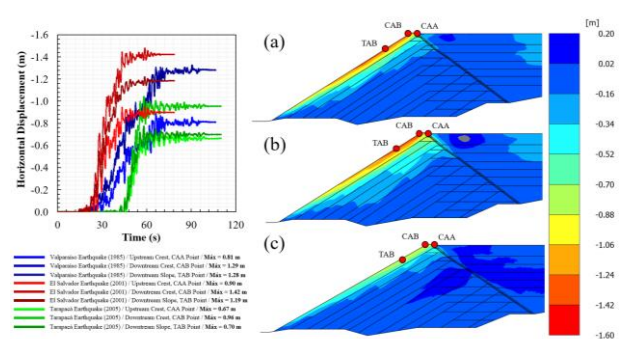 -1.6
-1.4
-1.2
-1.0
-0.8
-0.6
-0.4
-0.2
0.0
Horizontal Displacement (m)
0 30 60 90 120
Time (s)
Valparaíso Earthquake (1985) / Upstream Crest, CAA Point / Máx = 0.81 m
Valparaíso Earthquake (1985) / Downstream Crest, CAB Point / Máx = 1.29 m
Valparaíso Earthquake (1985) / Downstream Slope, TAB Point / Máx = 1.28 m
El Salvador Earthquake (2001) / Upstream Crest, CAA Point / Máx = 0.90 m
El Salvador Earthquake (2001) / Downstream Crest, CAB Point / Máx = 1.42 m
El Salvador Earthquake (2001) / Downstream Slope, TAB Point / Máx = 1.19 m
Tarapacá Earthquake (2005) / Upstream Crest, CAA Point / Máx = 0.67 m
Tarapacá Earthquake (2005) / Downstream Crest, CAB Point / Máx = 0.96 m
Tarapacá Earthquake (2005) / Downstream Slope, TAB Point / Máx = 0.70 m
(a)
CAB CAA
TAB
(b)
CAB CAA
TAB
(c)
CAB CAA
TAB
[m]
0.20
0.02
-0.16
-0.34
-0.52
-0.70
-0.88
-1.06
-1.24
-1.42
-1.60